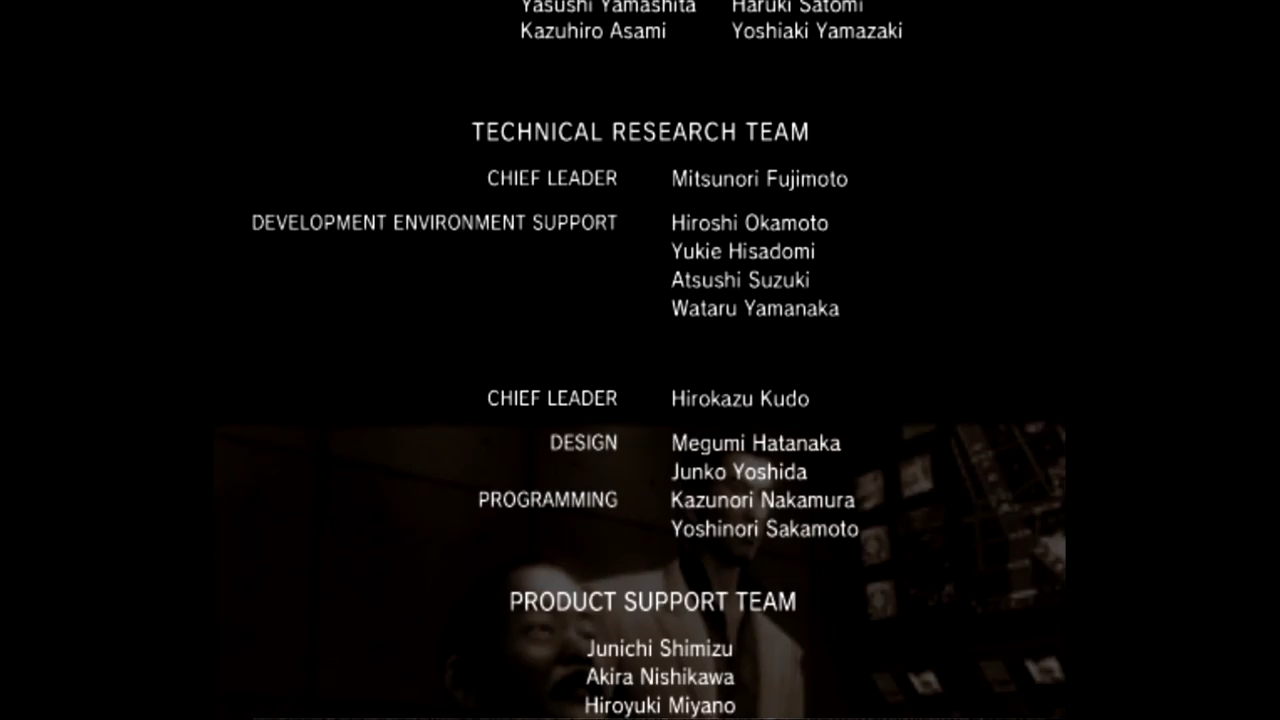 Yasushi Yamashita Haruki Satomi
Kazuhiro Asami Yoshiaki Yamazaki
TECHNICAL RESEARCH TEAM
CHIEF LEADER Mitsunori Fujimoto
DEVELOPMENT ENVIRONMENT SUPPORT Hiroshi Okamoto
Yukie Hisadomi
Atsushi Suzuki
Wataru Yamanaka
CHIEF LEADER Hirokazu Kudo
DESIGN Megumi Hatanaka
Junko Yoshida
PROGRAMMING Kazunori Nakamura
Yoshinori Sakamoto
PRODUCT SUPPORT TEAM
Junichi Shimizu
Akira Nishikawa
Hiroyuki Miyano